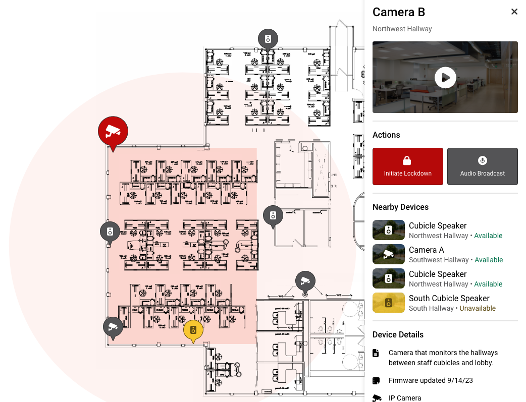 Camera B
Northwest Hallway
Actions
Initiate Lockdown
Audio Broadcast
Nearby Devices
Cubicle Speaker
Northwest Hallway • Available
Camera A
Southwest Hallway • Available
Cubicle Speaker
Northwest Hallway • Available
South Cubicle Speaker
South Hallway • Unavailable
Device Details
Camera that monitors the hallways
between staff cubicles and lobby.
Firmware updated 9/14/23
IP Camera